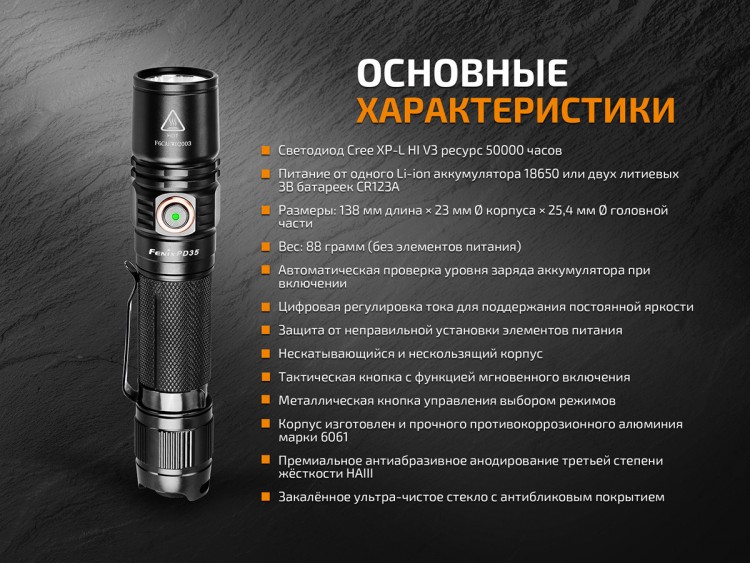 ОСНОВНЫЕ
ХАРАКТЕРИСТИКИ
Светодиод Cree XP-L HI V3 ресурс 50000 часов
Питание от одного Li-ion аккумулятора 18650 или двух литиевых
3В батареек CR123A
Размеры: 138 мм длина × 23 мм Ø корпуса × 25,4 мм Ø головной
части
Вес: 88 грамм (без элементов питания)
Автоматическая проверка уровня заряда аккумулятора при
включении
Цифровая регулировка тока для поддержания постоянной яркости
Защита от неправильной установки элементов питания
Нескатывающийся и нескользящий корпус
Тактическая кнопка с функцией мгновенного включения
Металлическая кнопка управления выбором режимов
Корпус изготовлен и прочного противокоррозионного алюминия
марки 6061
Премиальное антиабразивное анодирование третьей степени
жёсткости HAIII
Закалённое ультра-чистое стекло с антибликовым покрытием
HOT
Fenix PD35